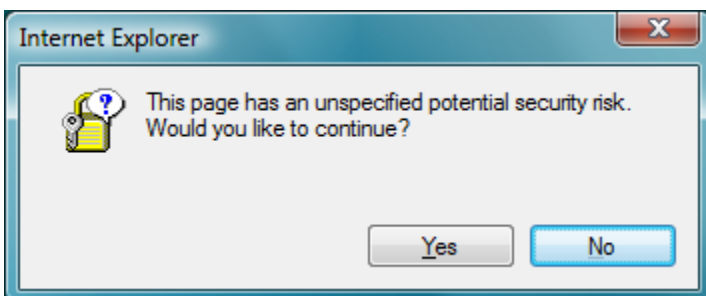 Internet Explorer
This page has an unspecified potential security risk.
Would you like to continue?
Yes
No